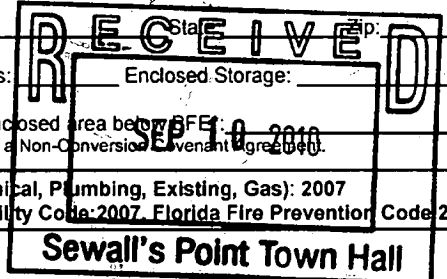 State Zip:
RECEIVED
s: Enclosed Storage:
closed area below BFE:
SEP 10 2010
a Non-Conversion Covenant Agreement.
ical, Plumbing, Existing, Gas): 2007
ility Code: 2007, Florida Fire Prevention Code 2
Sewall's Point Town Hall